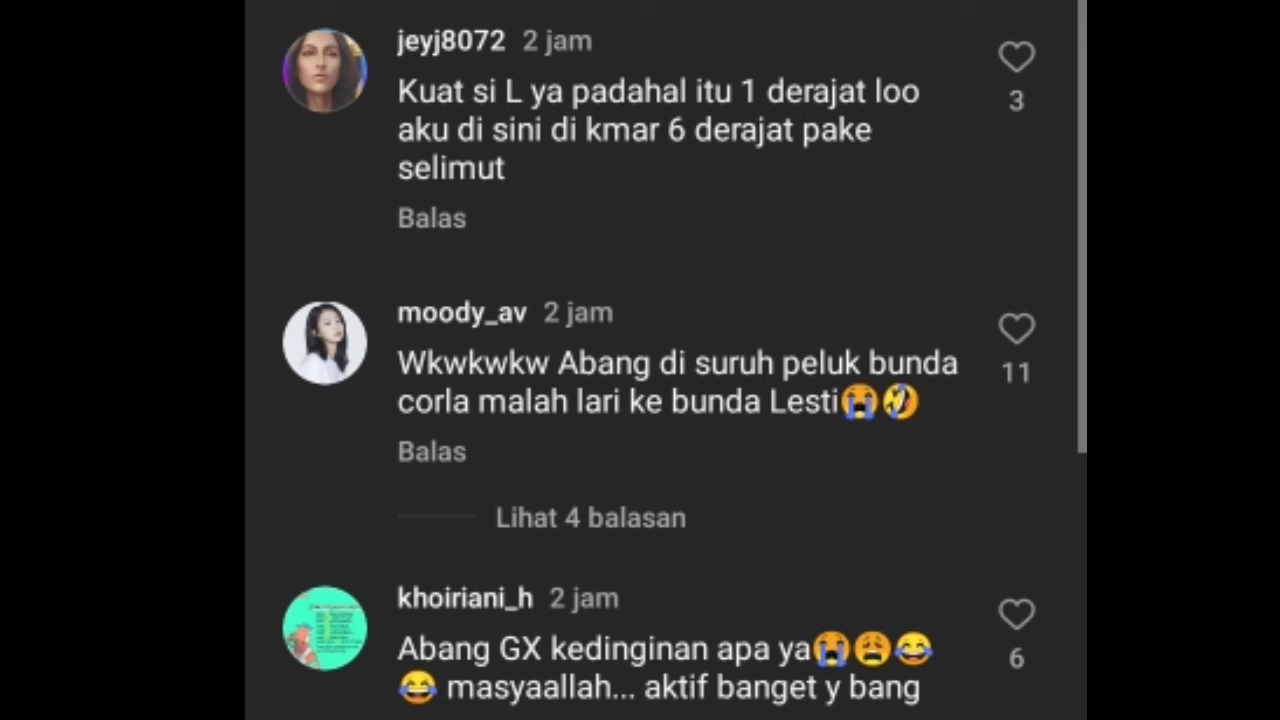 jeyj8072 2 jam
Kuat si L ya padahal itu 1 derajat loo
aku di sini di kmar 6 derajat pake
selimut
3
Balas
moody_av 2 jam
Wkwkwkw Abang di suruh peluk bunda
corla malah lari ke bunda Lesti😭🤣
11
Balas
Lihat 4 balasan
khoiriani_h 2 jam
Abang GX kedinginan apa ya😭😩😂
😂 masyaallah... aktif banget y bang
6